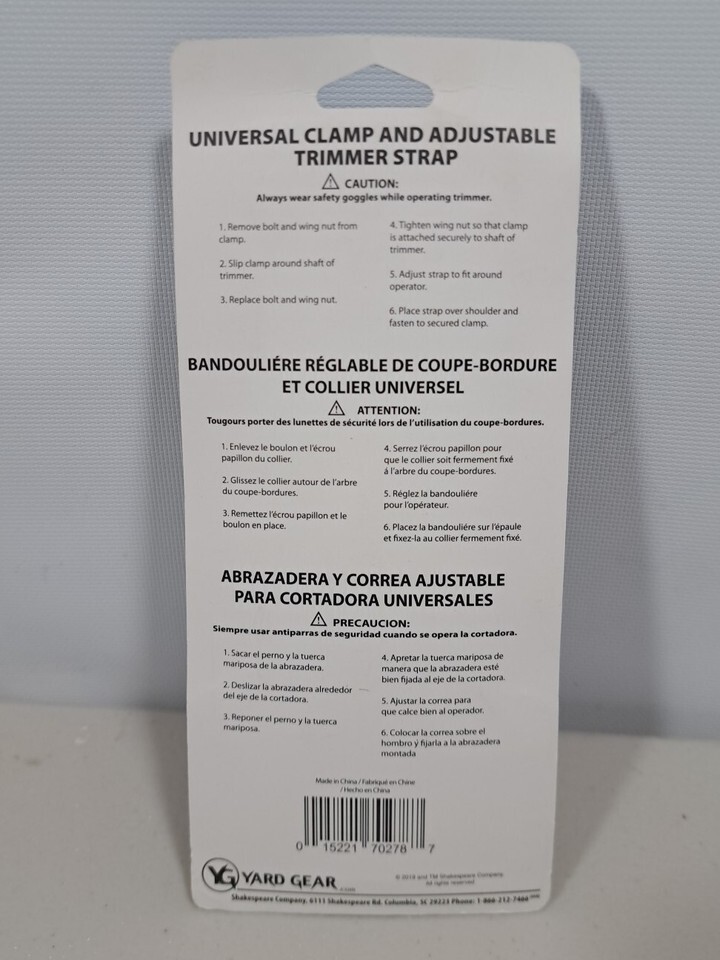 UNIVERSAL CLAMP AND ADJUSTABLE
TRIMMER STRAP
CAUTION:
Always wear safety goggles while operating trimmer.
1. Remove bolt and wing nut from
clamp.
2. Slip clamp around shaft of
trimmer.
3. Replace bolt and wing nut.
4. Tighten wing nut so that clamp
is attached securely to shaft of
trimmer.
5. Adjust strap to fit around
operator.
6. Place strap over shoulder and
fasten to secured clamp.
BANDOULIÉRE RÉGLABLE DE COUPE-BORDURE
ET COLLIER UNIVERSEL
ATTENTION:
Tougours porter des lunettes de sécurité lors de l'utilisation du coupe-bordures.
1. Enlevez le boulon et l'écrou
papillon du collier.
2. Glissez le collier autour de l'arbre
du coupe-bordures.
3. Remettez l'écrou papillon et le
boulon en place.
4. Serrez l'écrou papillon pour
que le collier soit fermement fixé
á l'arbre du coupe-bordures.
5. Réglez la bandouliére
pour l'opérateur.
6. Placez la bandouliére sur l'épaule
et fixez-la au collier fermement fixé.
ABRAZADERA Y CORREA AJUSTABLE
PARA CORTADORA UNIVERSALES
PRECAUCION:
Siempre usar antiparras de seguridad cuando se opera la cortadora.
1. Sacar el perno y la tuerca
mariposa de la abrazadera.
2. Deslizar la abrazadera alrededor
del eje de la cortadora.
3. Reponer el perno y la tuerca
mariposa.
4. Apretar la tuerca mariposa de
manera que la abrazadera esté
bien fijada al eje de la cortadora.
5. Ajustar la correa para
que calce bien al operador.
6. Colocar la correa sobre el
hombro y fijarla a la abrazadera
montada
Made in China / Fabriqué en Chine
/ Hecho en China
0 15221 70278 7
YG YARD GEAR
.com
© 2019 and TM Shakespeare Company
All rights reserved
Shakespeare Company, 6111 Shakespeare Rd. Columbia, SC 29223 Phone: 1-866-212-7466